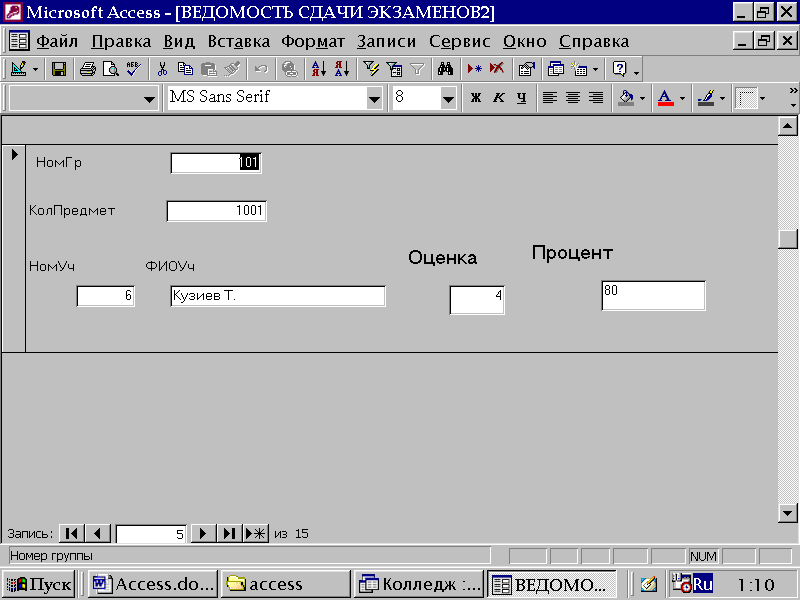 Microsoft Access - [ВЕДОМОСТЬ СДАЧИ ЭКЗАМЕНОВ2]
Файл Правка Вид Вставка Формат Записи Сервис Окно Справка
MS Sans Serif 8 Ж К Ч
НомГр 101
КолПредмет 1001
Оценка Процент
НомУч ФИОУч
6 Кузиев Т. 4 80
Запись: 5 из 15
Номер группы NUM
Пуск Access.do... access Колледж :... ВЕДОМО... Ru 1:10